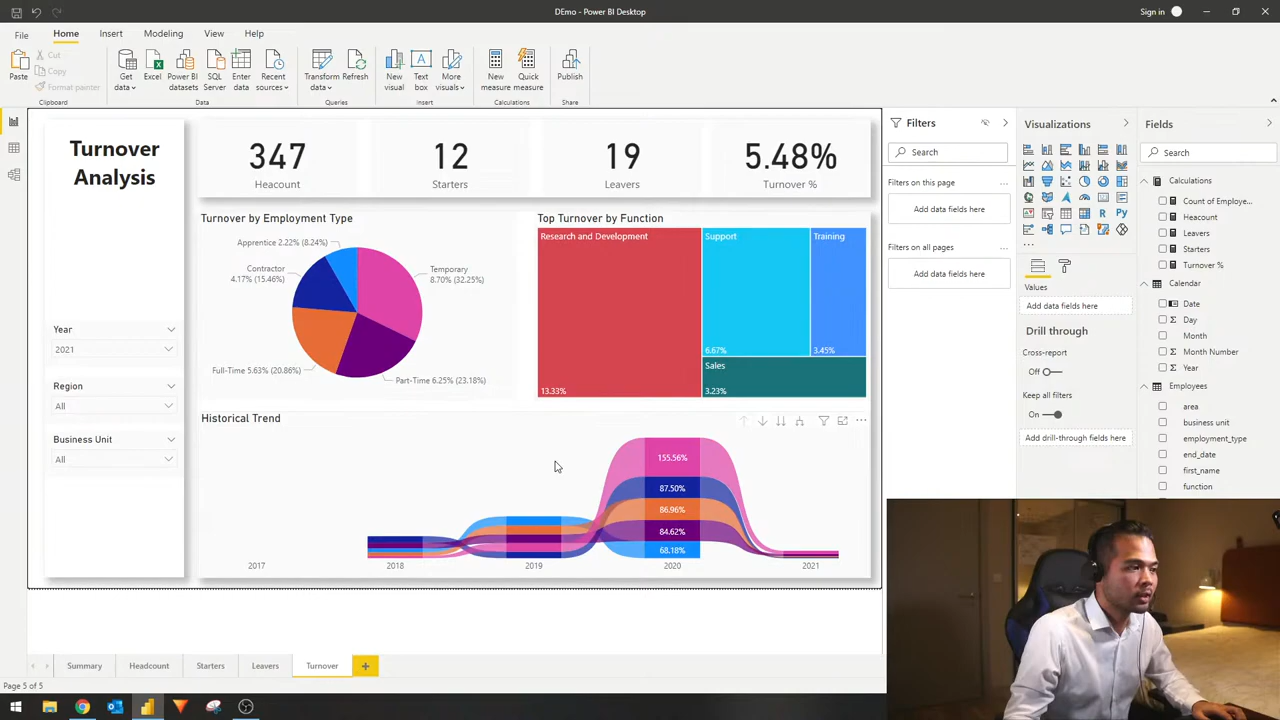 DEmo - Power BI Desktop
Sign in
File
Home
Insert
Modeling
View
Help
Paste
Cut
Copy
Format painter
Clipboard
Get data
Excel
Power BI datasets
SQL Server
Enter data
Recent sources
Data
Transform data
Refresh
Queries
New visual
Text box
More visuals
Insert
New measure
Quick measure
Calculations
Publish
Share
Turnover
Analysis
Year
2021
Region
All
Business Unit
All
347
Heacount
12
Starters
19
Leavers
5.48%
Turnover %
Turnover by Employment Type
Apprentice 2.22% (8.24%)
Contractor
4.17% (15.46%)
Temporary
8.70% (32.25%)
Full-Time 5.63% (20.86%)
Part-Time 6.25% (23.18%)
Top Turnover by Function
Research and Development
13.33%
Support
6.67%
Training
3.45%
Sales
3.23%
Historical Trend
155.56%
87.50%
86.96%
84.62%
68.18%
2017
2018
2019
2020
2021
Filters
Search
Filters on this page
Add data fields here
Filters on all pages
Add data fields here
Visualizations
R
Py
Values
Add data fields here
Drill through
Cross-report
Off
Keep all filters
On
Add drill-through fields here
Fields
Search
Calculations
Count of Employe...
Heacount
Leavers
Starters
Turnover %
Calendar
Date
Day
Month
Month Number
Year
Employees
area
business unit
employment_type
end_date
first_name
function
Summary
Headcount
Starters
Leavers
Turnover
Page 5 of 5